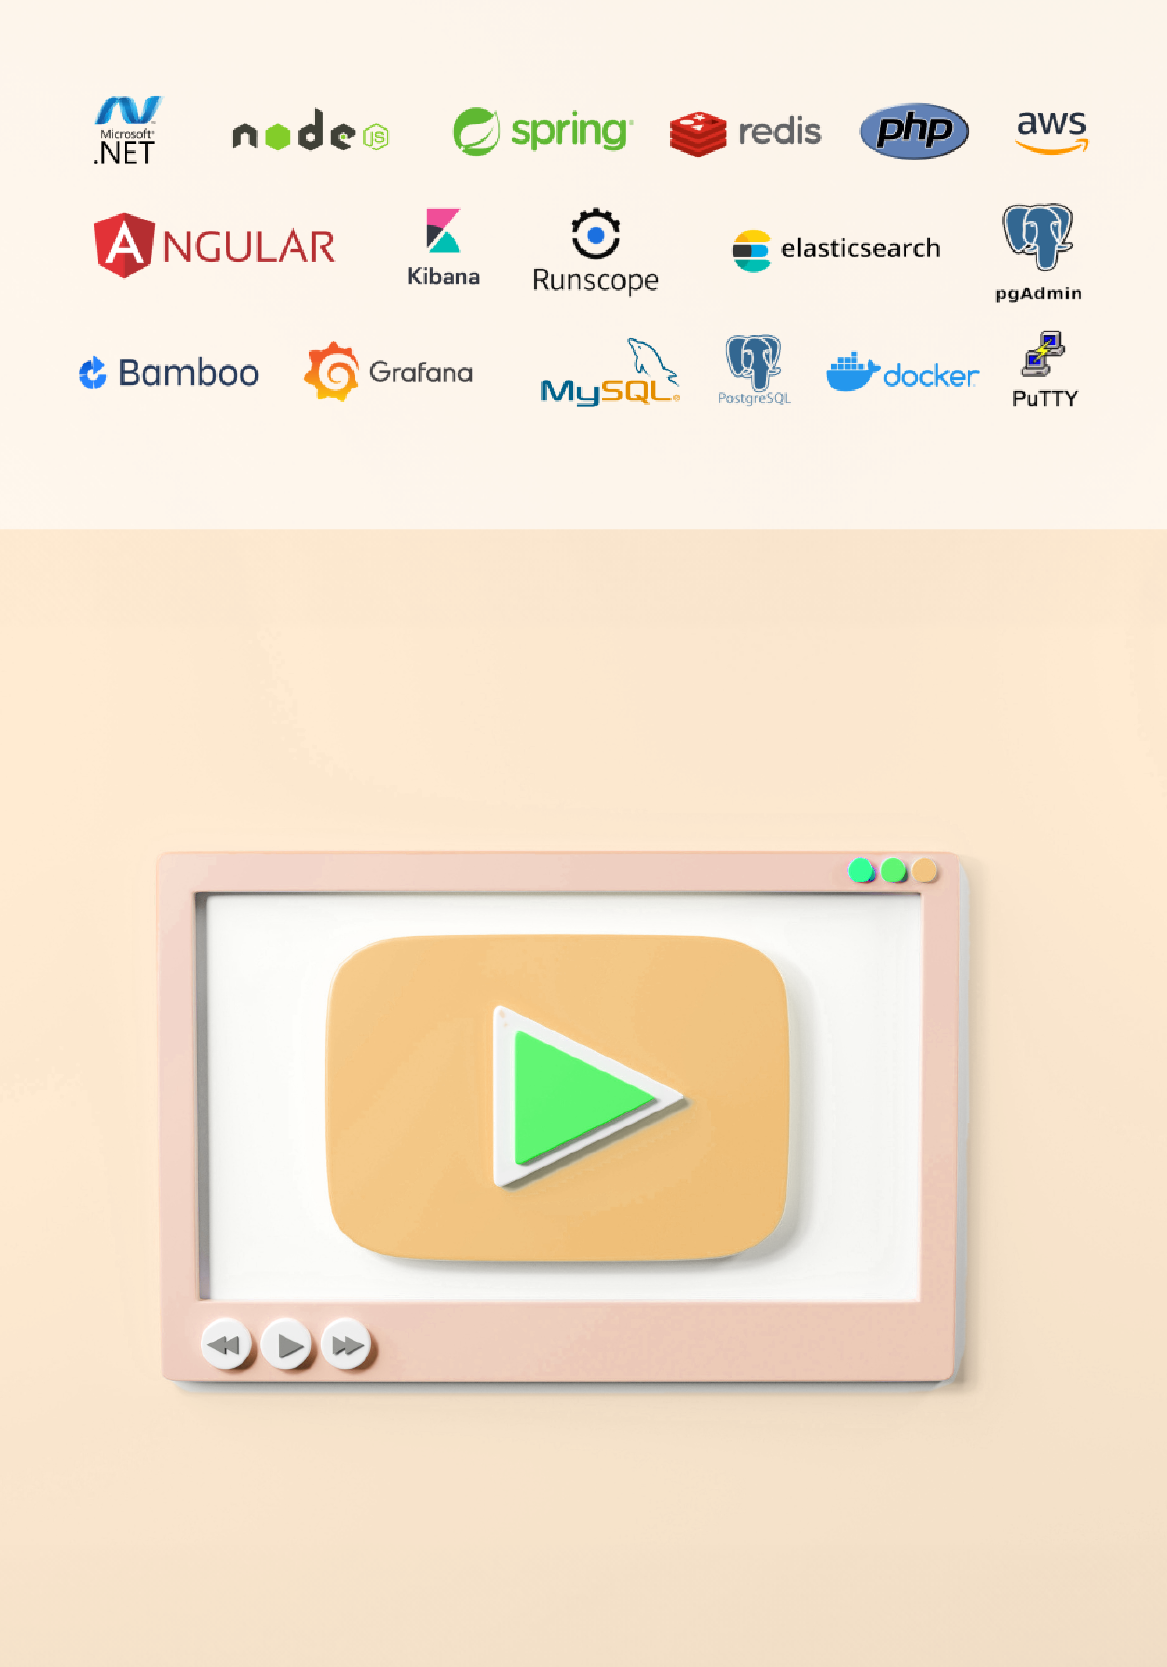 Microsoft®
.NET
node JS
spring®
redis
php
aws
ANGULAR
Kibana
Runscope
elasticsearch
pgAdmin
Bamboo
Grafana
MySQL®
PostgreSQL
docker
PuTTY